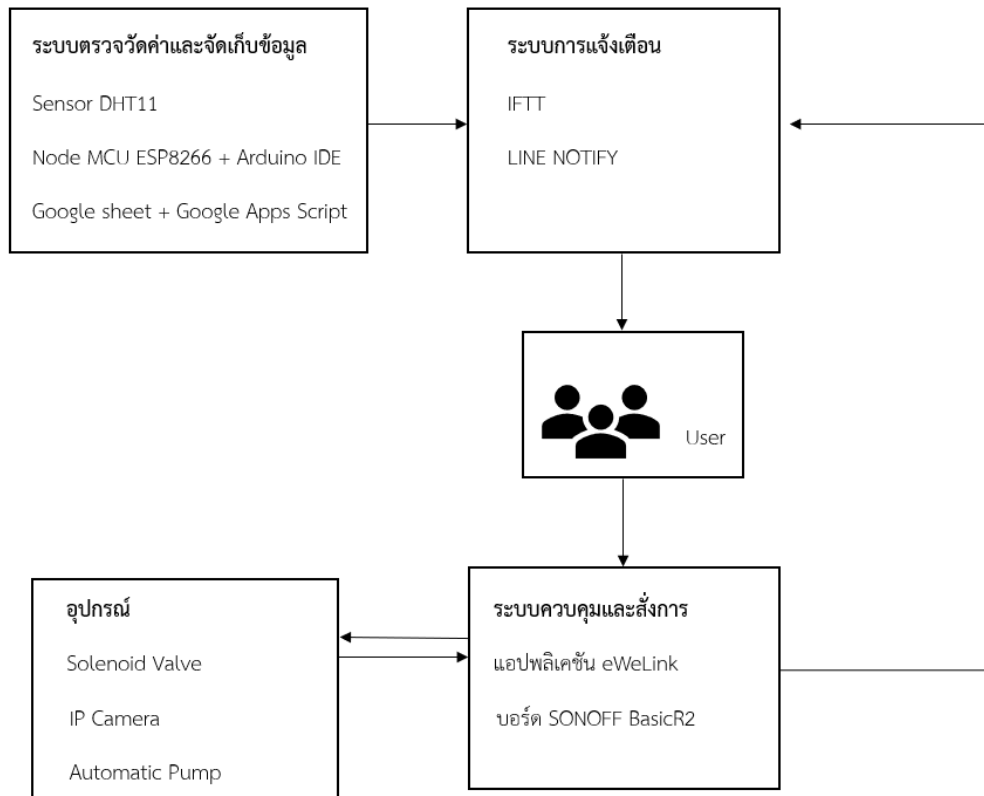 ระบบตรวจวัดค่าและจัดเก็บข้อมูล
Sensor DHT11
Node MCU ESP8266 + Arduino IDE
Google sheet + Google Apps Script
ระบบการแจ้งเตือน
IFTT
LINE NOTIFY
User
อุปกรณ์
Solenoid Valve
IP Camera
Automatic Pump
ระบบควบคุมและสั่งการ
แอปพลิเคชัน eWeLink
บอร์ด SONOFF BasicR2